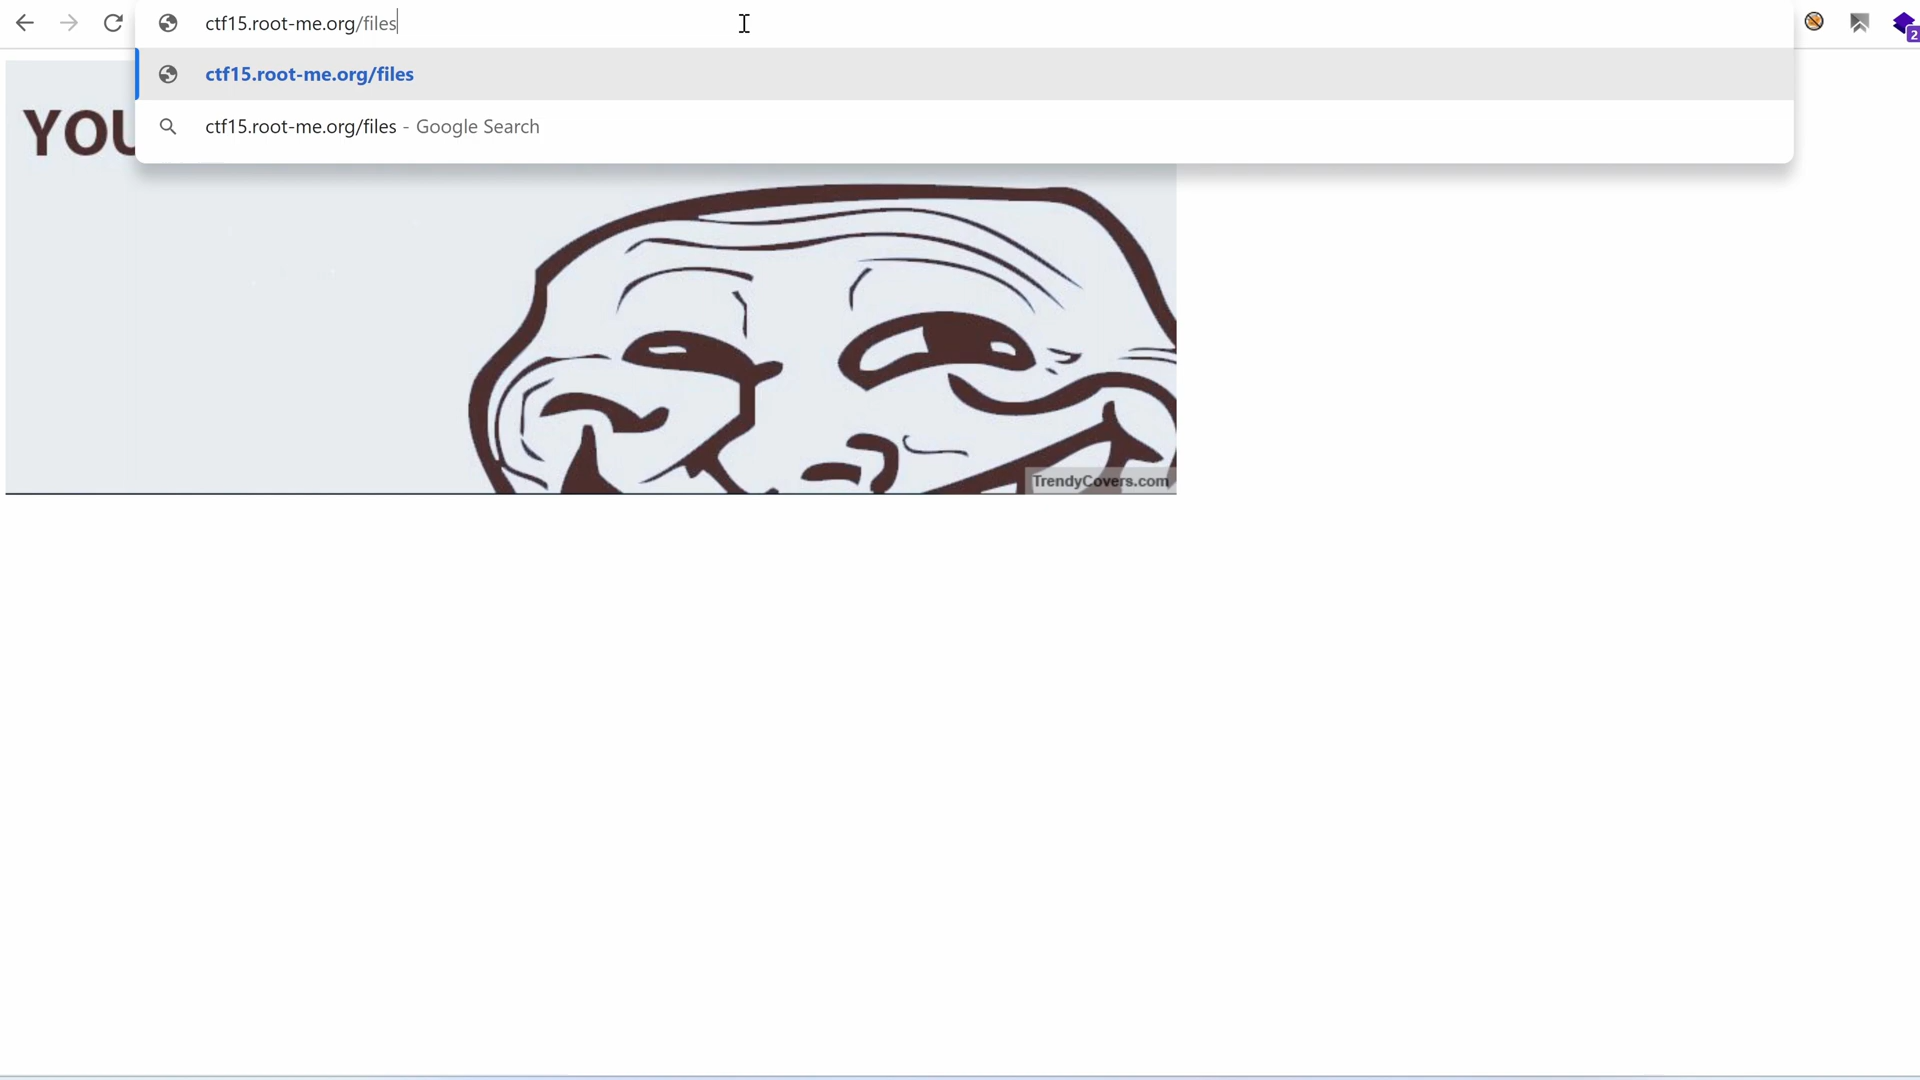 ctf15.root-me.org/files
ctf15.root-me.org/files
ctf15.root-me.org/files - Google Search
2
YOU
TrendyCovers.com